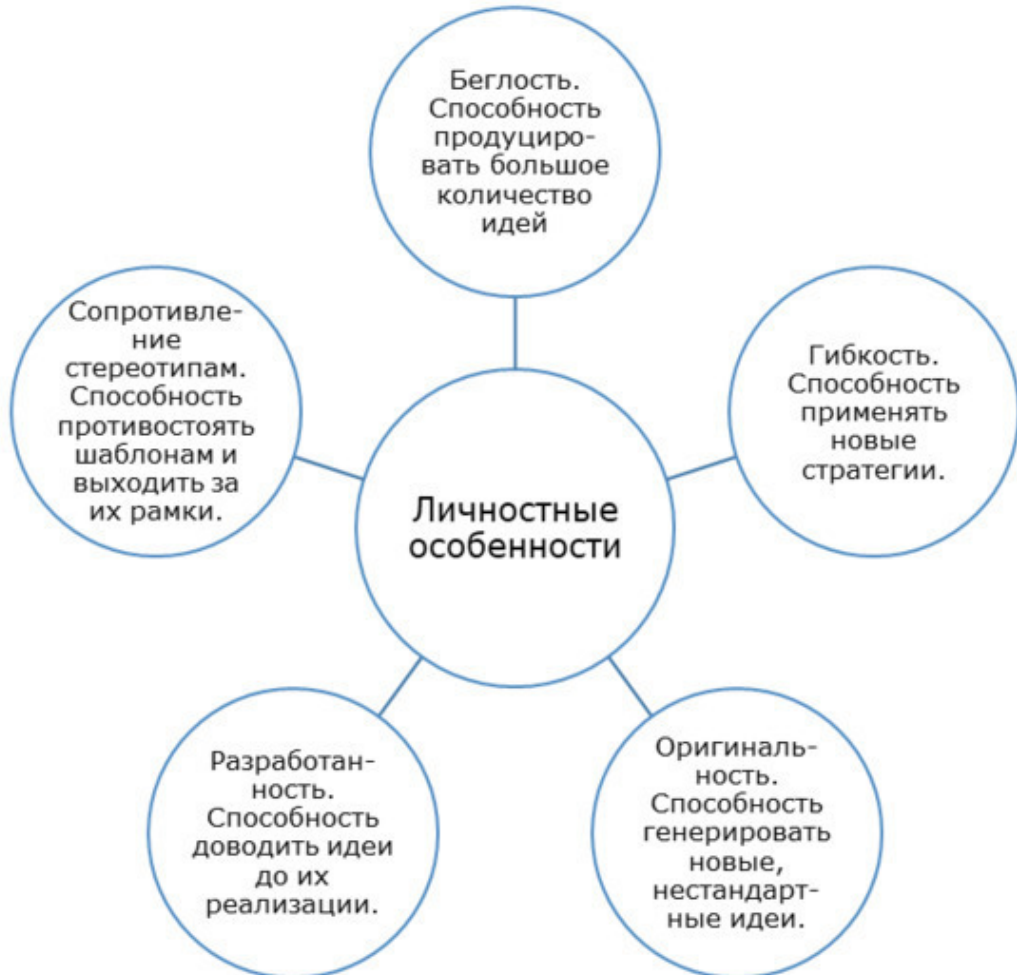 Беглость.
Способность
продуциро-
вать большое
количество
идей
Сопротивле-
ние
стереотипам.
Способность
противостоять
шаблонам и
выходить за
их рамки.
Гибкость.
Способность
применять
новые
стратегии.
Личностные
особенности
Разработан-
ность.
Способность
доводить идеи
до их
реализации.
Оригиналь-
ность.
Способность
генерировать
новые,
нестандарт-
ные идеи.